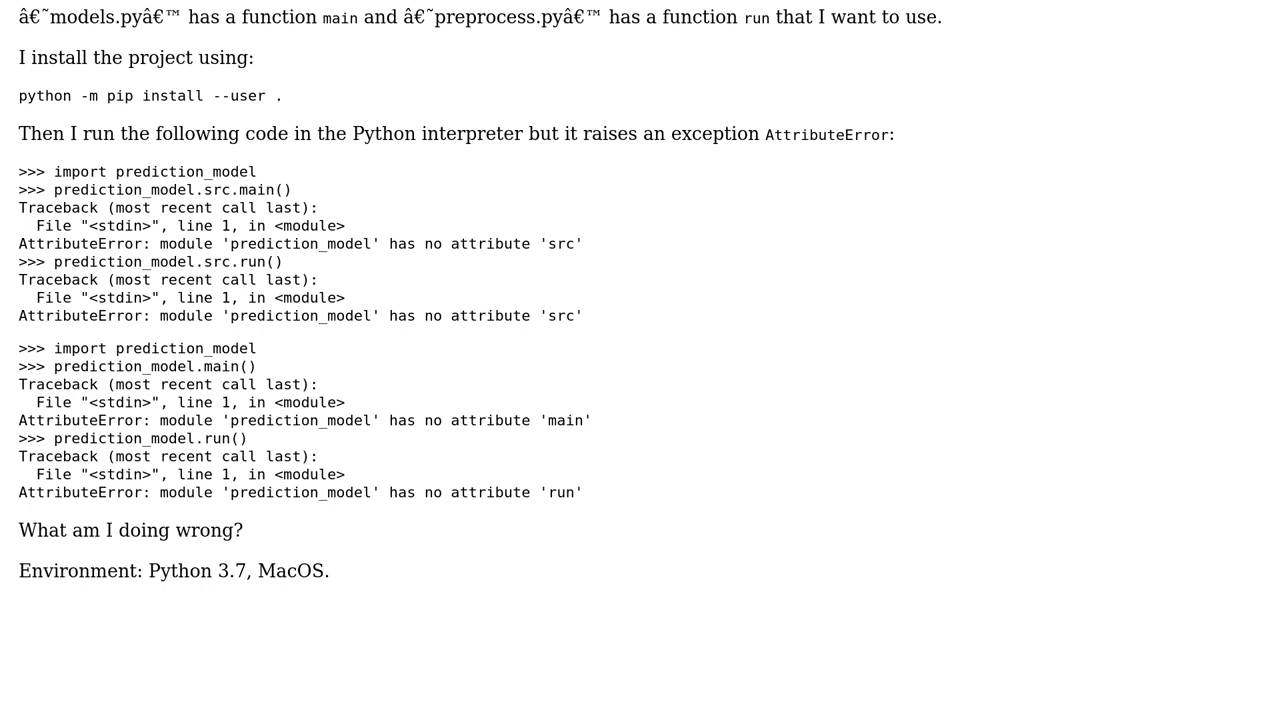 â€˜models.pyâ€™ has a function main and â€˜preprocess.pyâ€™ has a function run that I want to use.
I install the project using:
python -m pip install --user .
Then I run the following code in the Python interpreter but it raises an exception AttributeError:
>>> import prediction_model
>>> prediction_model.src.main()
Traceback (most recent call last):
  File "<stdin>", line 1, in <module>
AttributeError: module 'prediction_model' has no attribute 'src'
>>> prediction_model.src.run()
Traceback (most recent call last):
  File "<stdin>", line 1, in <module>
AttributeError: module 'prediction_model' has no attribute 'src'
>>> import prediction_model
>>> prediction_model.main()
Traceback (most recent call last):
  File "<stdin>", line 1, in <module>
AttributeError: module 'prediction_model' has no attribute 'main'
>>> prediction_model.run()
Traceback (most recent call last):
  File "<stdin>", line 1, in <module>
AttributeError: module 'prediction_model' has no attribute 'run'
What am I doing wrong?
Environment: Python 3.7, MacOS.